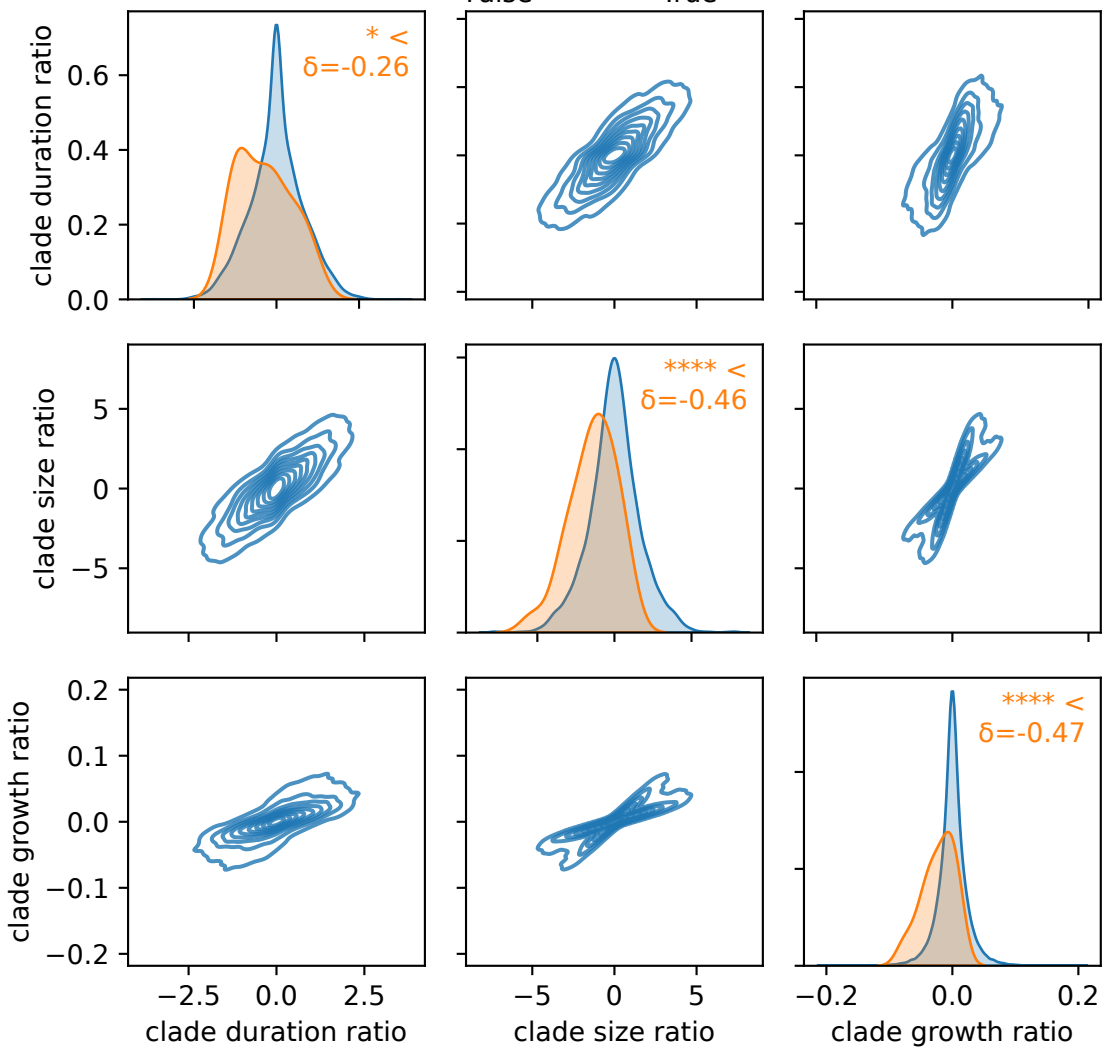 False True
clade duration ratio
0.6
0.4
0.2
0.0
* <
δ=-0.26
clade size ratio
5
0
−5
**** <
δ=-0.46
clade growth ratio
0.2
0.1
0.0
−0.1
−0.2
**** <
δ=-0.47
−2.5 0.0 2.5
−5 0 5
−0.2 0.0 0.2
clade duration ratio
clade size ratio
clade growth ratio